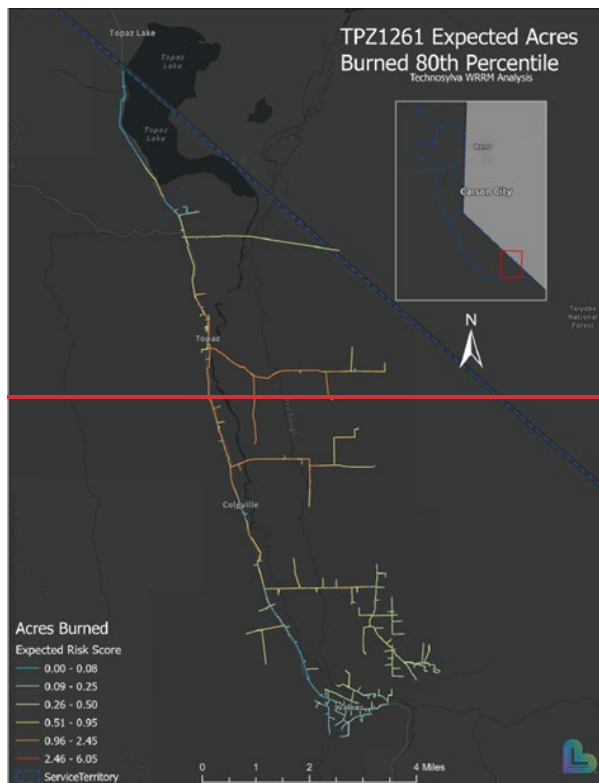 TPZ1261 Expected Acres
Burned 80th Percentile
Technosylva WRRM Analysis
Topaz Lake
Topaz
Lake
Topaz
Lake
Reno
Carson City
Toiyabe
National
Forest
N
Topaz
Coleville
Walker
Acres Burned
Expected Risk Score
0.00 - 0.08
0.09 - 0.25
0.26 - 0.50
0.51 - 0.95
0.96 - 2.45
2.46 - 6.05
ServiceTerritory
0 1 2 4 Miles